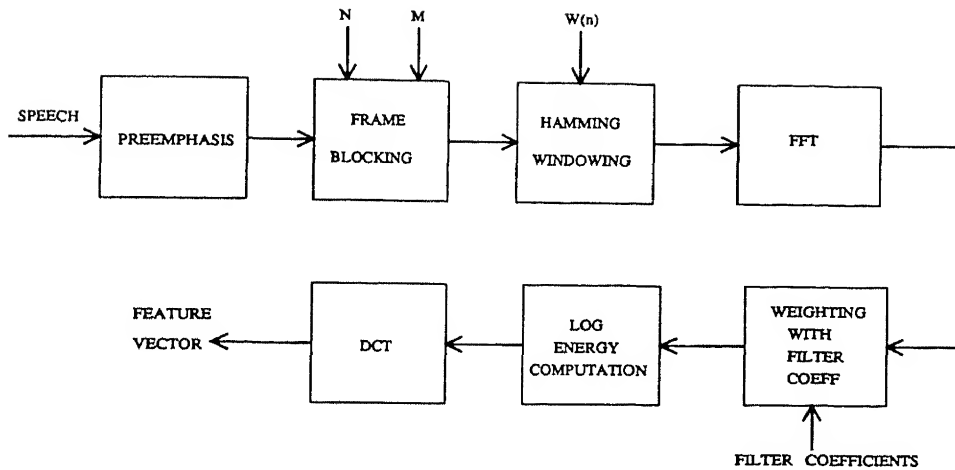 N
M
W(n)
SPEECH
PREEMPHASIS
FRAME
BLOCKING
HAMMING
WINDOWING
FFT
FEATURE
VECTOR
DCT
LOG
ENERGY
COMPUTATION
WEIGHTING
WITH
FILTER
COEFF
FILTER COEFFICIENTS